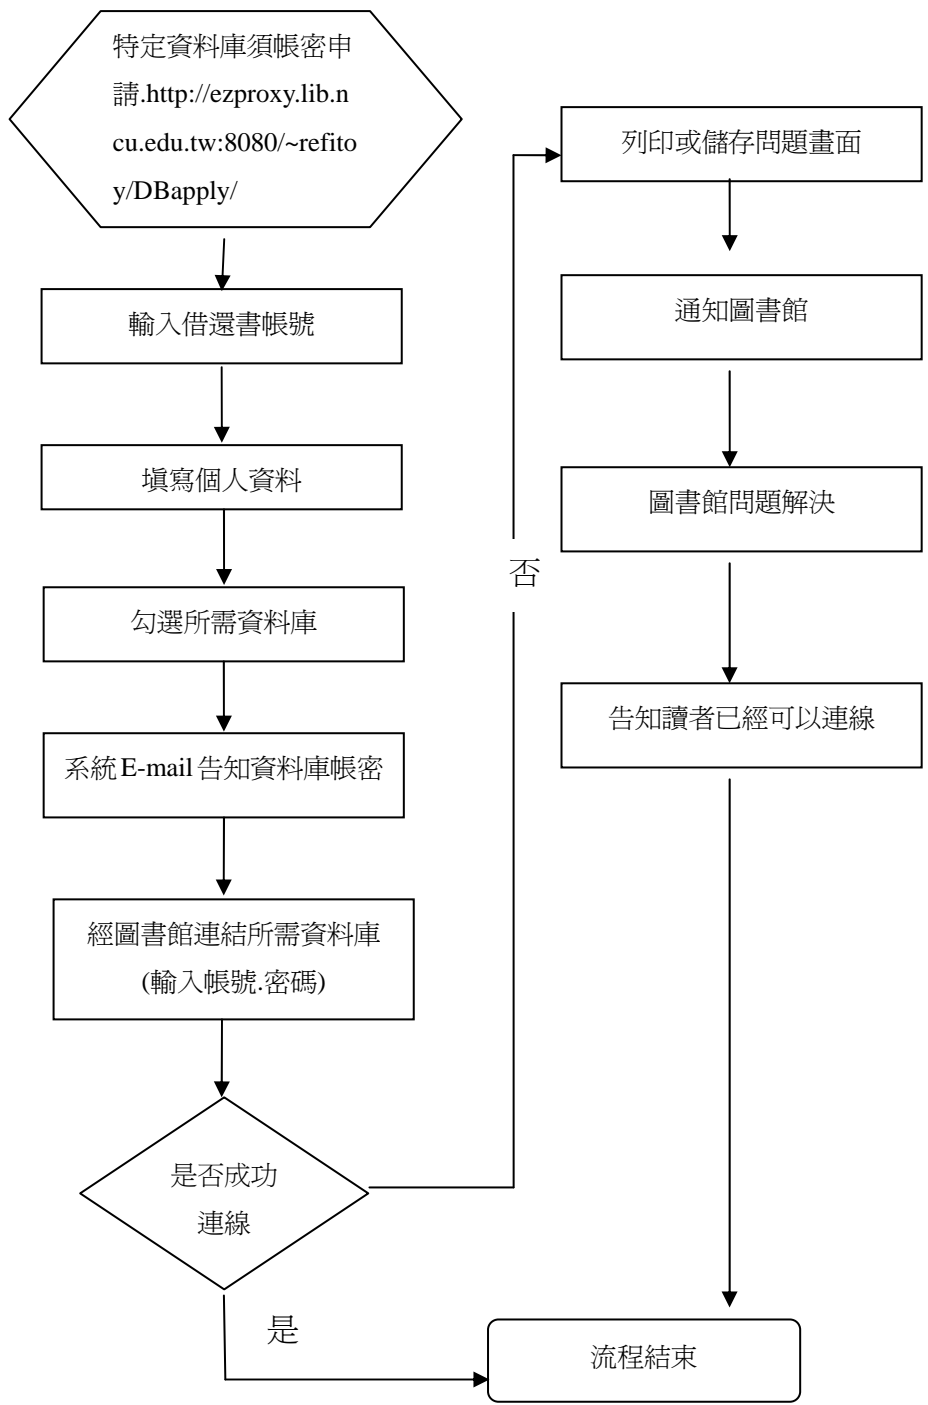 特定資料庫須帳密申
請.http://ezproxy.lib.n
cu.edu.tw:8080/~refito
y/DBapply/
輸入借還書帳號
填寫個人資料
勾選所需資料庫
系統E-mail告知資料庫帳密
經圖書館連結所需資料庫
(輸入帳號.密碼)
是否成功
連線
是
否
列印或儲存問題畫面
通知圖書館
圖書館問題解決
告知讀者已經可以連線
流程結束